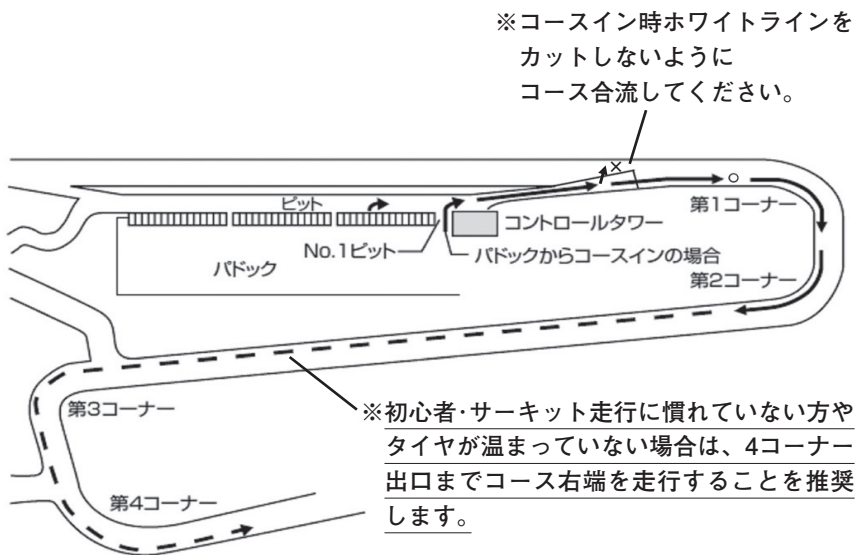 ※コースイン時ホワイトラインを
カットしないように
コース合流してください。
×
○
第1コーナー
ピット
コントロールタワー
No.1ピット
パドックからコースインの場合
パドック
第2コーナー
第3コーナー
※初心者・サーキット走行に慣れていない方や
タイヤが温まっていない場合は、4コーナー
出口までコース右端を走行することを推奨
します。
第4コーナー